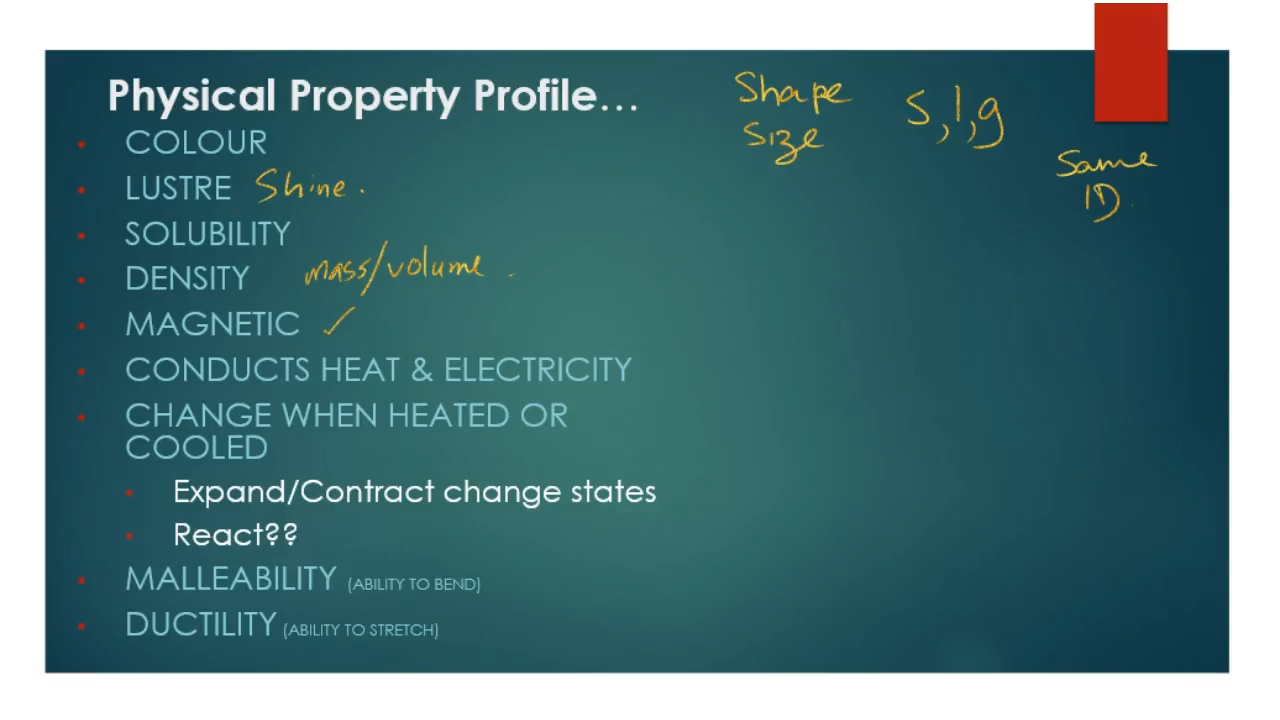 Physical Property Profile…
Shape
Size
s, l, g
Same
ID.
• COLOUR
• LUSTRE Shine.
• SOLUBILITY
• DENSITY mass/volume.
• MAGNETIC ✓
• CONDUCTS HEAT & ELECTRICITY
• CHANGE WHEN HEATED OR
COOLED
• Expand/Contract change states
• React??
• MALLEABILITY (ABILITY TO BEND)
• DUCTILITY (ABILITY TO STRETCH)